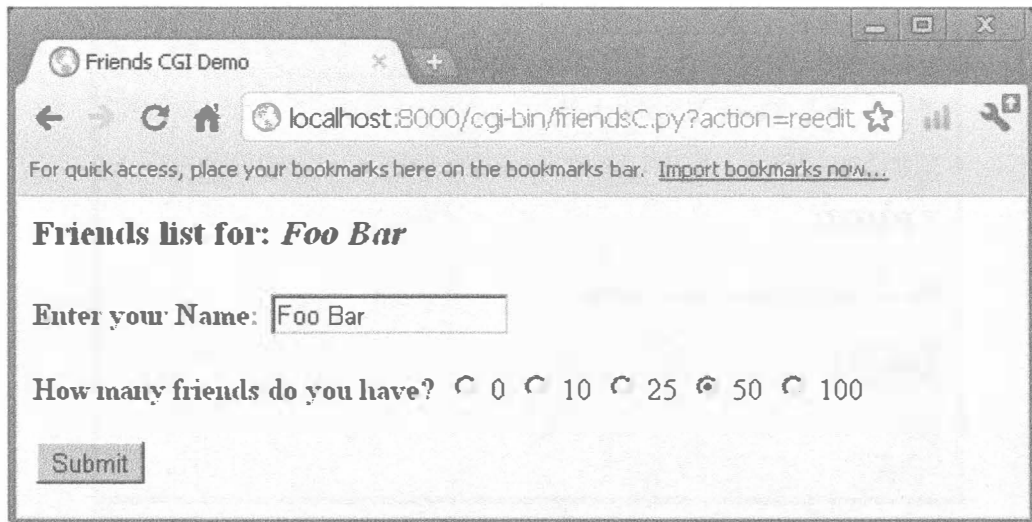 Friends CGI Demo
localhost:8000/cgi-bin/friendsC.py?action=reedit
For quick access, place your bookmarks here on the bookmarks bar. Import bookmarks now...
Friends list for: Foo Bar
Enter your Name: Foo Bar
How many friends do you have? 0 10 25 50 100
Submit